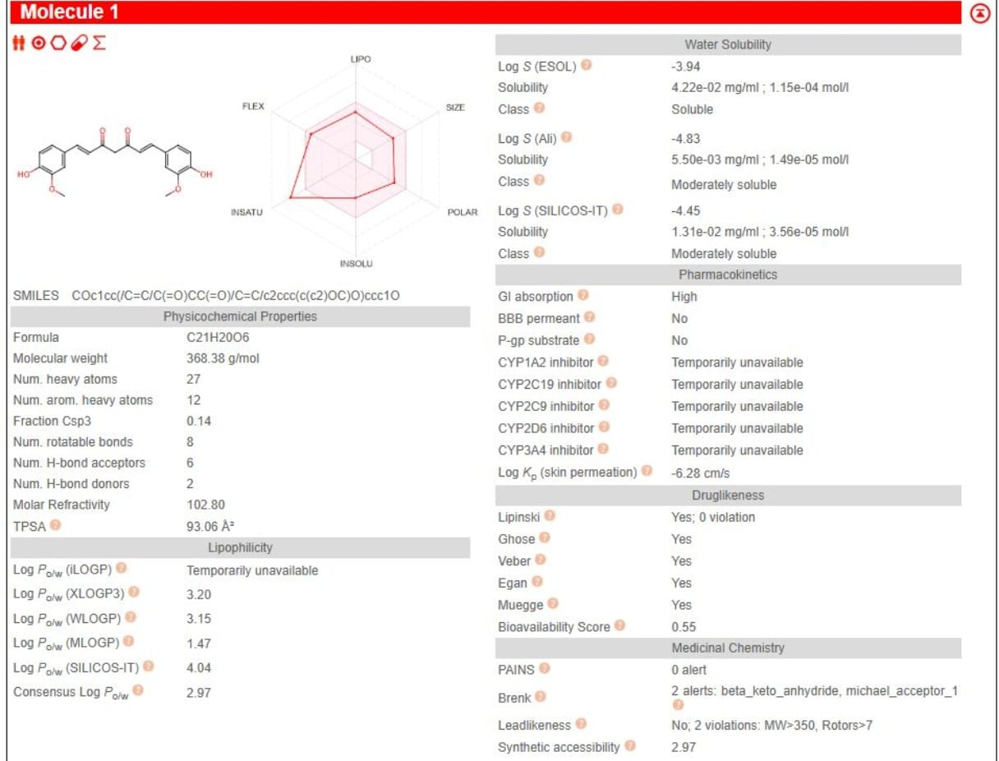 Molecule 1
LIPO
FLEX
SIZE
INSATU
POLAR
INSOLU
O
O
HO
OH
O
O
SMILES COc1cc(/C=C/C(=O)CC(=O)/C=C/c2ccc(c(c2)OC)O)ccc1O
Physicochemical Properties
Formula C21H20O6
Molecular weight 368.38 g/mol
Num. heavy atoms 27
Num. arom. heavy atoms 12
Fraction Csp3 0.14
Num. rotatable bonds 8
Num. H-bond acceptors 6
Num. H-bond donors 2
Molar Refractivity 102.80
TPSA ? 93.06 Å²
Lipophilicity
Log Po/w (iLOGP) ? Temporarily unavailable
Log Po/w (XLOGP3) ? 3.20
Log Po/w (WLOGP) ? 3.15
Log Po/w (MLOGP) ? 1.47
Log Po/w (SILICOS-IT) ? 4.04
Consensus Log Po/w ? 2.97
Water Solubility
Log S (ESOL) ? -3.94
Solubility 4.22e-02 mg/ml ; 1.15e-04 mol/l
Class ? Soluble
Log S (Ali) ? -4.83
Solubility 5.50e-03 mg/ml ; 1.49e-05 mol/l
Class ? Moderately soluble
Log S (SILICOS-IT) ? -4.45
Solubility 1.31e-02 mg/ml ; 3.56e-05 mol/l
Class ? Moderately soluble
Pharmacokinetics
GI absorption ? High
BBB permeant ? No
P-gp substrate ? No
CYP1A2 inhibitor ? Temporarily unavailable
CYP2C19 inhibitor ? Temporarily unavailable
CYP2C9 inhibitor ? Temporarily unavailable
CYP2D6 inhibitor ? Temporarily unavailable
CYP3A4 inhibitor ? Temporarily unavailable
Log Kp (skin permeation) ? -6.28 cm/s
Druglikeness
Lipinski ? Yes; 0 violation
Ghose ? Yes
Veber ? Yes
Egan ? Yes
Muegge ? Yes
Bioavailability Score ? 0.55
Medicinal Chemistry
PAINS ? 0 alert
Brenk ? 2 alerts: beta_keto_anhydride, michael_acceptor_1 ?
Leadlikeness ? No; 2 violations: MW>350, Rotors>7
Synthetic accessibility ? 2.97